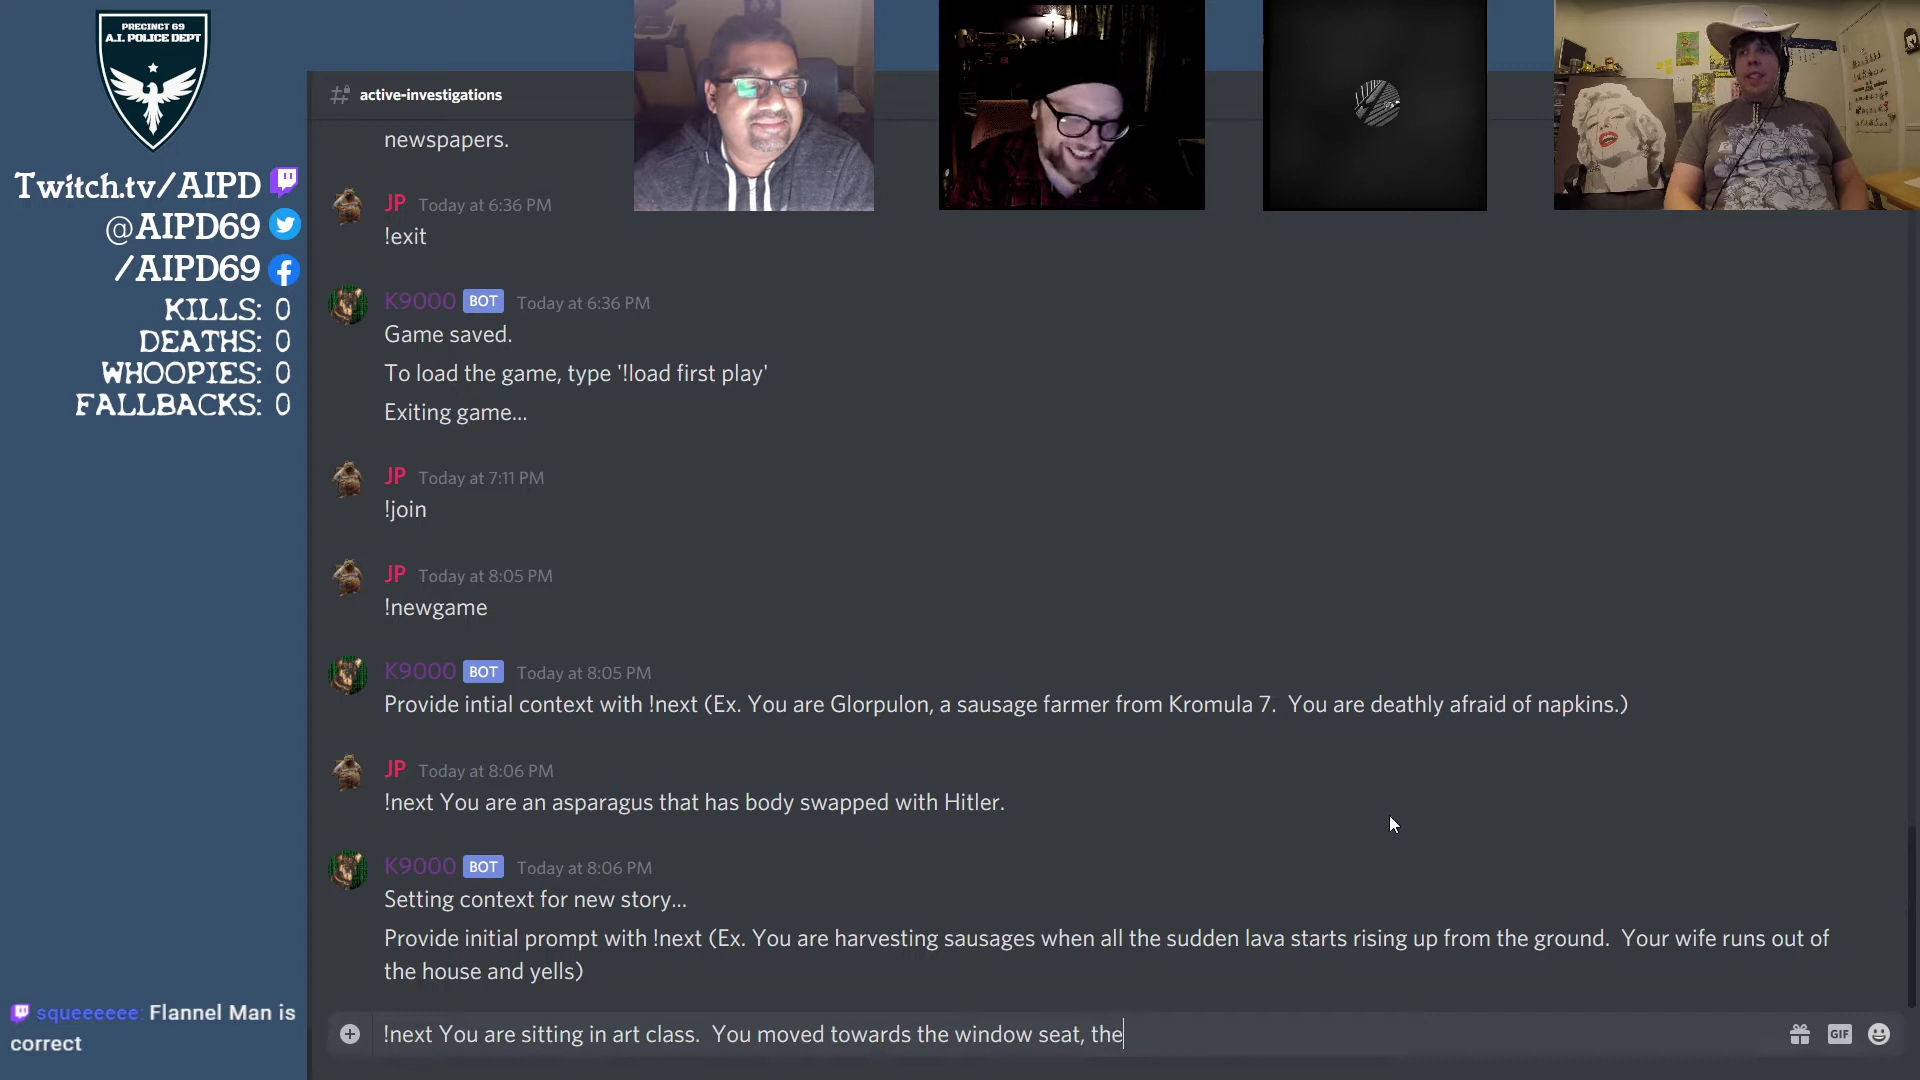 PRECINCT 69
A.I. POLICE DEPT
Twitch.tv/AIPD
@AIPD69
/AIPD69
KILLS: 0
DEATHS: 0
WHOOPIES: 0
FALLBACKS: 0
squeeeeee: Flannel Man is
correct
# active-investigations
newspapers.
JP Today at 6:36 PM
!exit
K9000 BOT Today at 6:36 PM
Game saved.
To load the game, type '!load first play'
Exiting game...
JP Today at 7:11 PM
!join
JP Today at 8:05 PM
!newgame
K9000 BOT Today at 8:05 PM
Provide intial context with !next (Ex. You are Glorpulon, a sausage farmer from Kromula 7.  You are deathly afraid of napkins.)
JP Today at 8:06 PM
!next You are an asparagus that has body swapped with Hitler.
K9000 BOT Today at 8:06 PM
Setting context for new story...
Provide initial prompt with !next (Ex. You are harvesting sausages when all the sudden lava starts rising up from the ground.  Your wife runs out of
the house and yells)
!next You are sitting in art class.  You moved towards the window seat, the
GIF